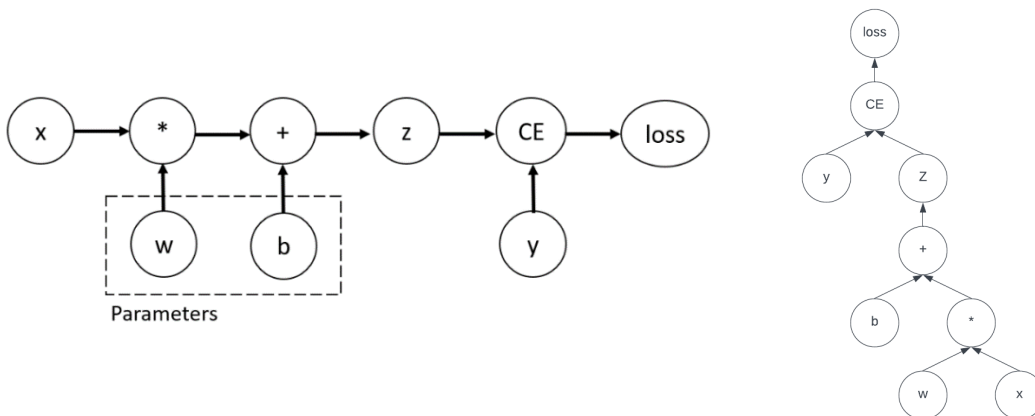 x * + z CE loss
w b y
Parameters
loss
CE
y Z
+
b *
w x